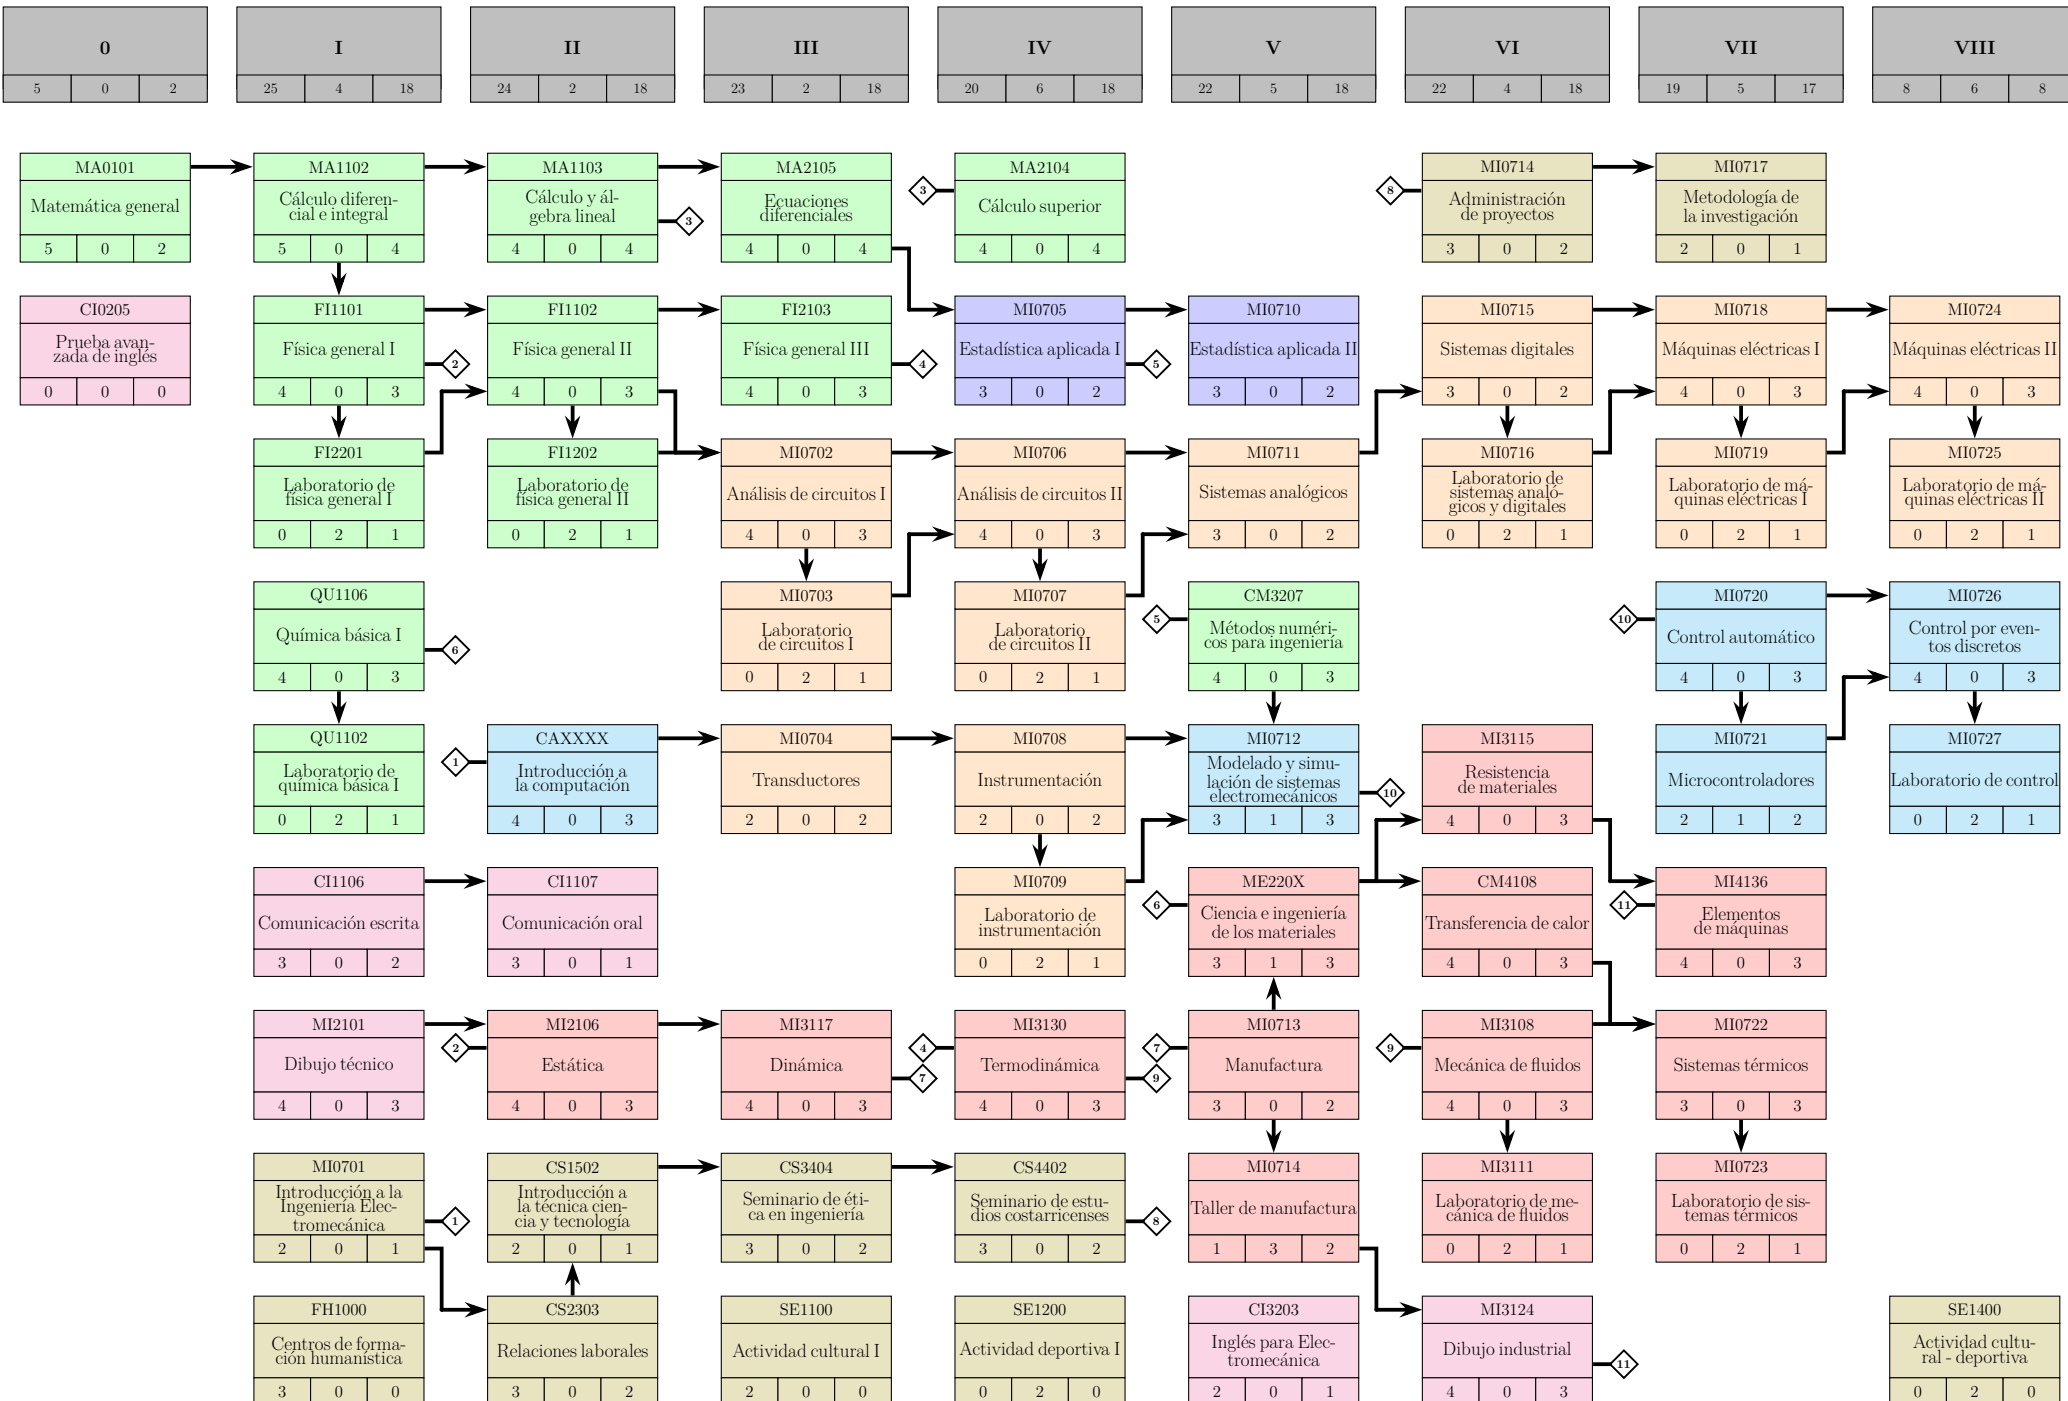 0 I II III IV V VI VII VIII
5 0 2 25 4 18 24 2 18 23 2 18 20 6 18 22 5 18 22 4 18 19 5 17 8 6 8
MA0101 MA1102 MA1103 MA2105 MA2104 MI0714 MI0717
Matemática general
Cálculo diferen-
cial e integral
Cálculo y ál-
gebra lineal
Ecuaciones
diferenciales
Cálculo superior
Administración
de proyectos
Metodología de
la investigación
3 3 8
5 0 2 5 0 4 4 0 4 4 0 4 4 0 4 3 0 2 2 0 1
CI0205 FI1101 FI1102 FI2103 MI0705 MI0710 MI0715 MI0718 MI0724
Prueba avan-
zada de inglés
Física general I
Física general II
Física general III
Estadística aplicada I
Estadística aplicada II
Sistemas digitales
Máquinas eléctricas I
Máquinas eléctricas II
2 4 5
0 0 0 4 0 3 4 0 3 4 0 3 3 0 2 3 0 2 3 0 2 4 0 3 4 0 3
FI2201 FI1202 MI0702 MI0706 MI0711 MI0716 MI0719 MI0725
Laboratorio de
física general I
Laboratorio de
física general II
Análisis de circuitos I
Análisis de circuitos II
Sistemas analógicos
Laboratorio de
sistemas analó-
gicos y digitales
Laboratorio de má-
quinas eléctricas I
Laboratorio de má-
quinas eléctricas II
0 2 1 0 2 1 4 0 3 4 0 3 3 0 2 0 2 1 0 2 1 0 2 1
QU1106 MI0703 MI0707 CM3207 MI0720 MI0726
Química básica I
Laboratorio
de circuitos I
Laboratorio
de circuitos II
Métodos numéri-
cos para ingeniería
Control automático
Control por even-
tos discretos
6 5 10
4 0 3 0 2 1 0 2 1 4 0 3 4 0 3 4 0 3
QU1102 CAXXXX MI0704 MI0708 MI0712 MI3115 MI0721 MI0727
Laboratorio de
química básica I
Introducción a
la computación
Transductores
Instrumentación
Modelado y simu-
lación de sistemas
electromecánicos
Resistencia
de materiales
Microcontroladores
Laboratorio de control
1 10
0 2 1 4 0 3 2 0 2 2 0 2 3 1 3 4 0 3 2 1 2 0 2 1
CI1106 CI1107 MI0709 ME220X CM4108 MI4136
Comunicación escrita
Comunicación oral
Laboratorio de
instrumentación
Ciencia e ingeniería
de los materiales
Transferencia de calor
Elementos
de máquinas
6 11
3 0 2 3 0 1 0 2 1 3 1 3 4 0 3 4 0 3
MI2101 MI2106 MI3117 MI3130 MI0713 MI3108 MI0722
Dibujo técnico
Estática
Dinámica
Termodinámica
Manufactura
Mecánica de fluidos
Sistemas térmicos
2 4 7 9
7 9
4 0 3 4 0 3 4 0 3 4 0 3 3 0 2 4 0 3 3 0 3
MI0701 CS1502 CS3404 CS4402 MI0714 MI3111 MI0723
Introducción a la
Ingeniería Elec-
tromecánica
Introducción a
la técnica cien-
cia y tecnología
Seminario de éti-
ca en ingeniería
Seminario de estu-
dios costarricenses
Taller de manufactura
Laboratorio de me-
cánica de fluidos
Laboratorio de sis-
temas térmicos
1 8
2 0 1 2 0 1 3 0 2 3 0 2 1 3 2 0 2 1 0 2 1
FH1000 CS2303 SE1100 SE1200 CI3203 MI3124 SE1400
Centros de forma-
ción humanística
Relaciones laborales
Actividad cultural I
Actividad deportiva I
Inglés para Elec-
tromecánica
Dibujo industrial
Actividad cultu-
ral - deportiva
11
3 0 0 3 0 2 2 0 0 0 2 0 2 0 1 4 0 3 0 2 0